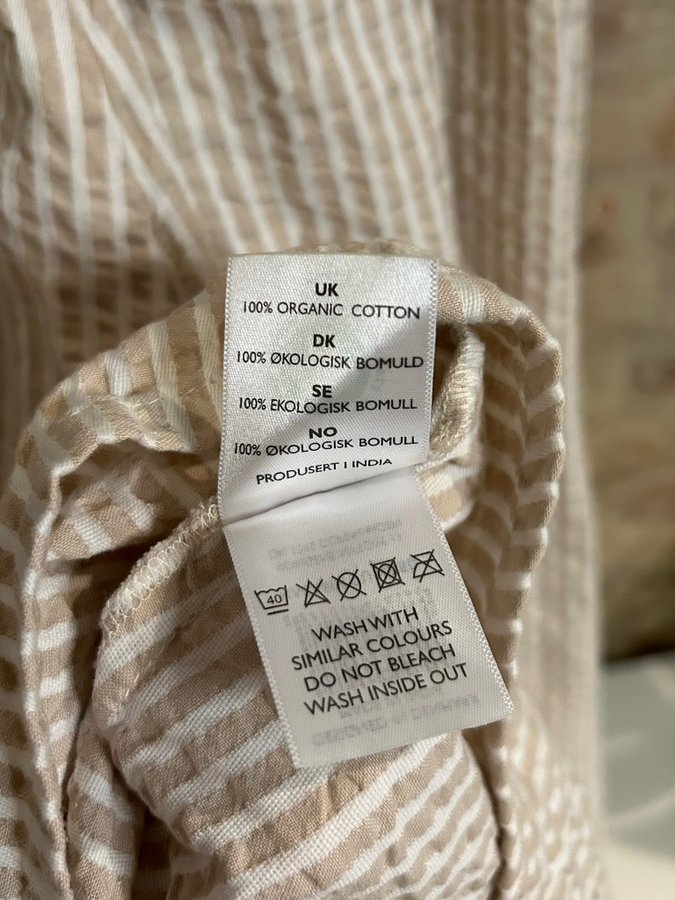 UK
100% ORGANIC COTTON
DK
100% ØKOLOGISK BOMULD
SE
100% EKOLOGISK BOMULL
NO
100% ØKOLOGISK BOMULL
PRODUSERT I INDIA
40
WASH WITH
SIMILAR COLOURS
DO NOT BLEACH
WASH INSIDE OUT